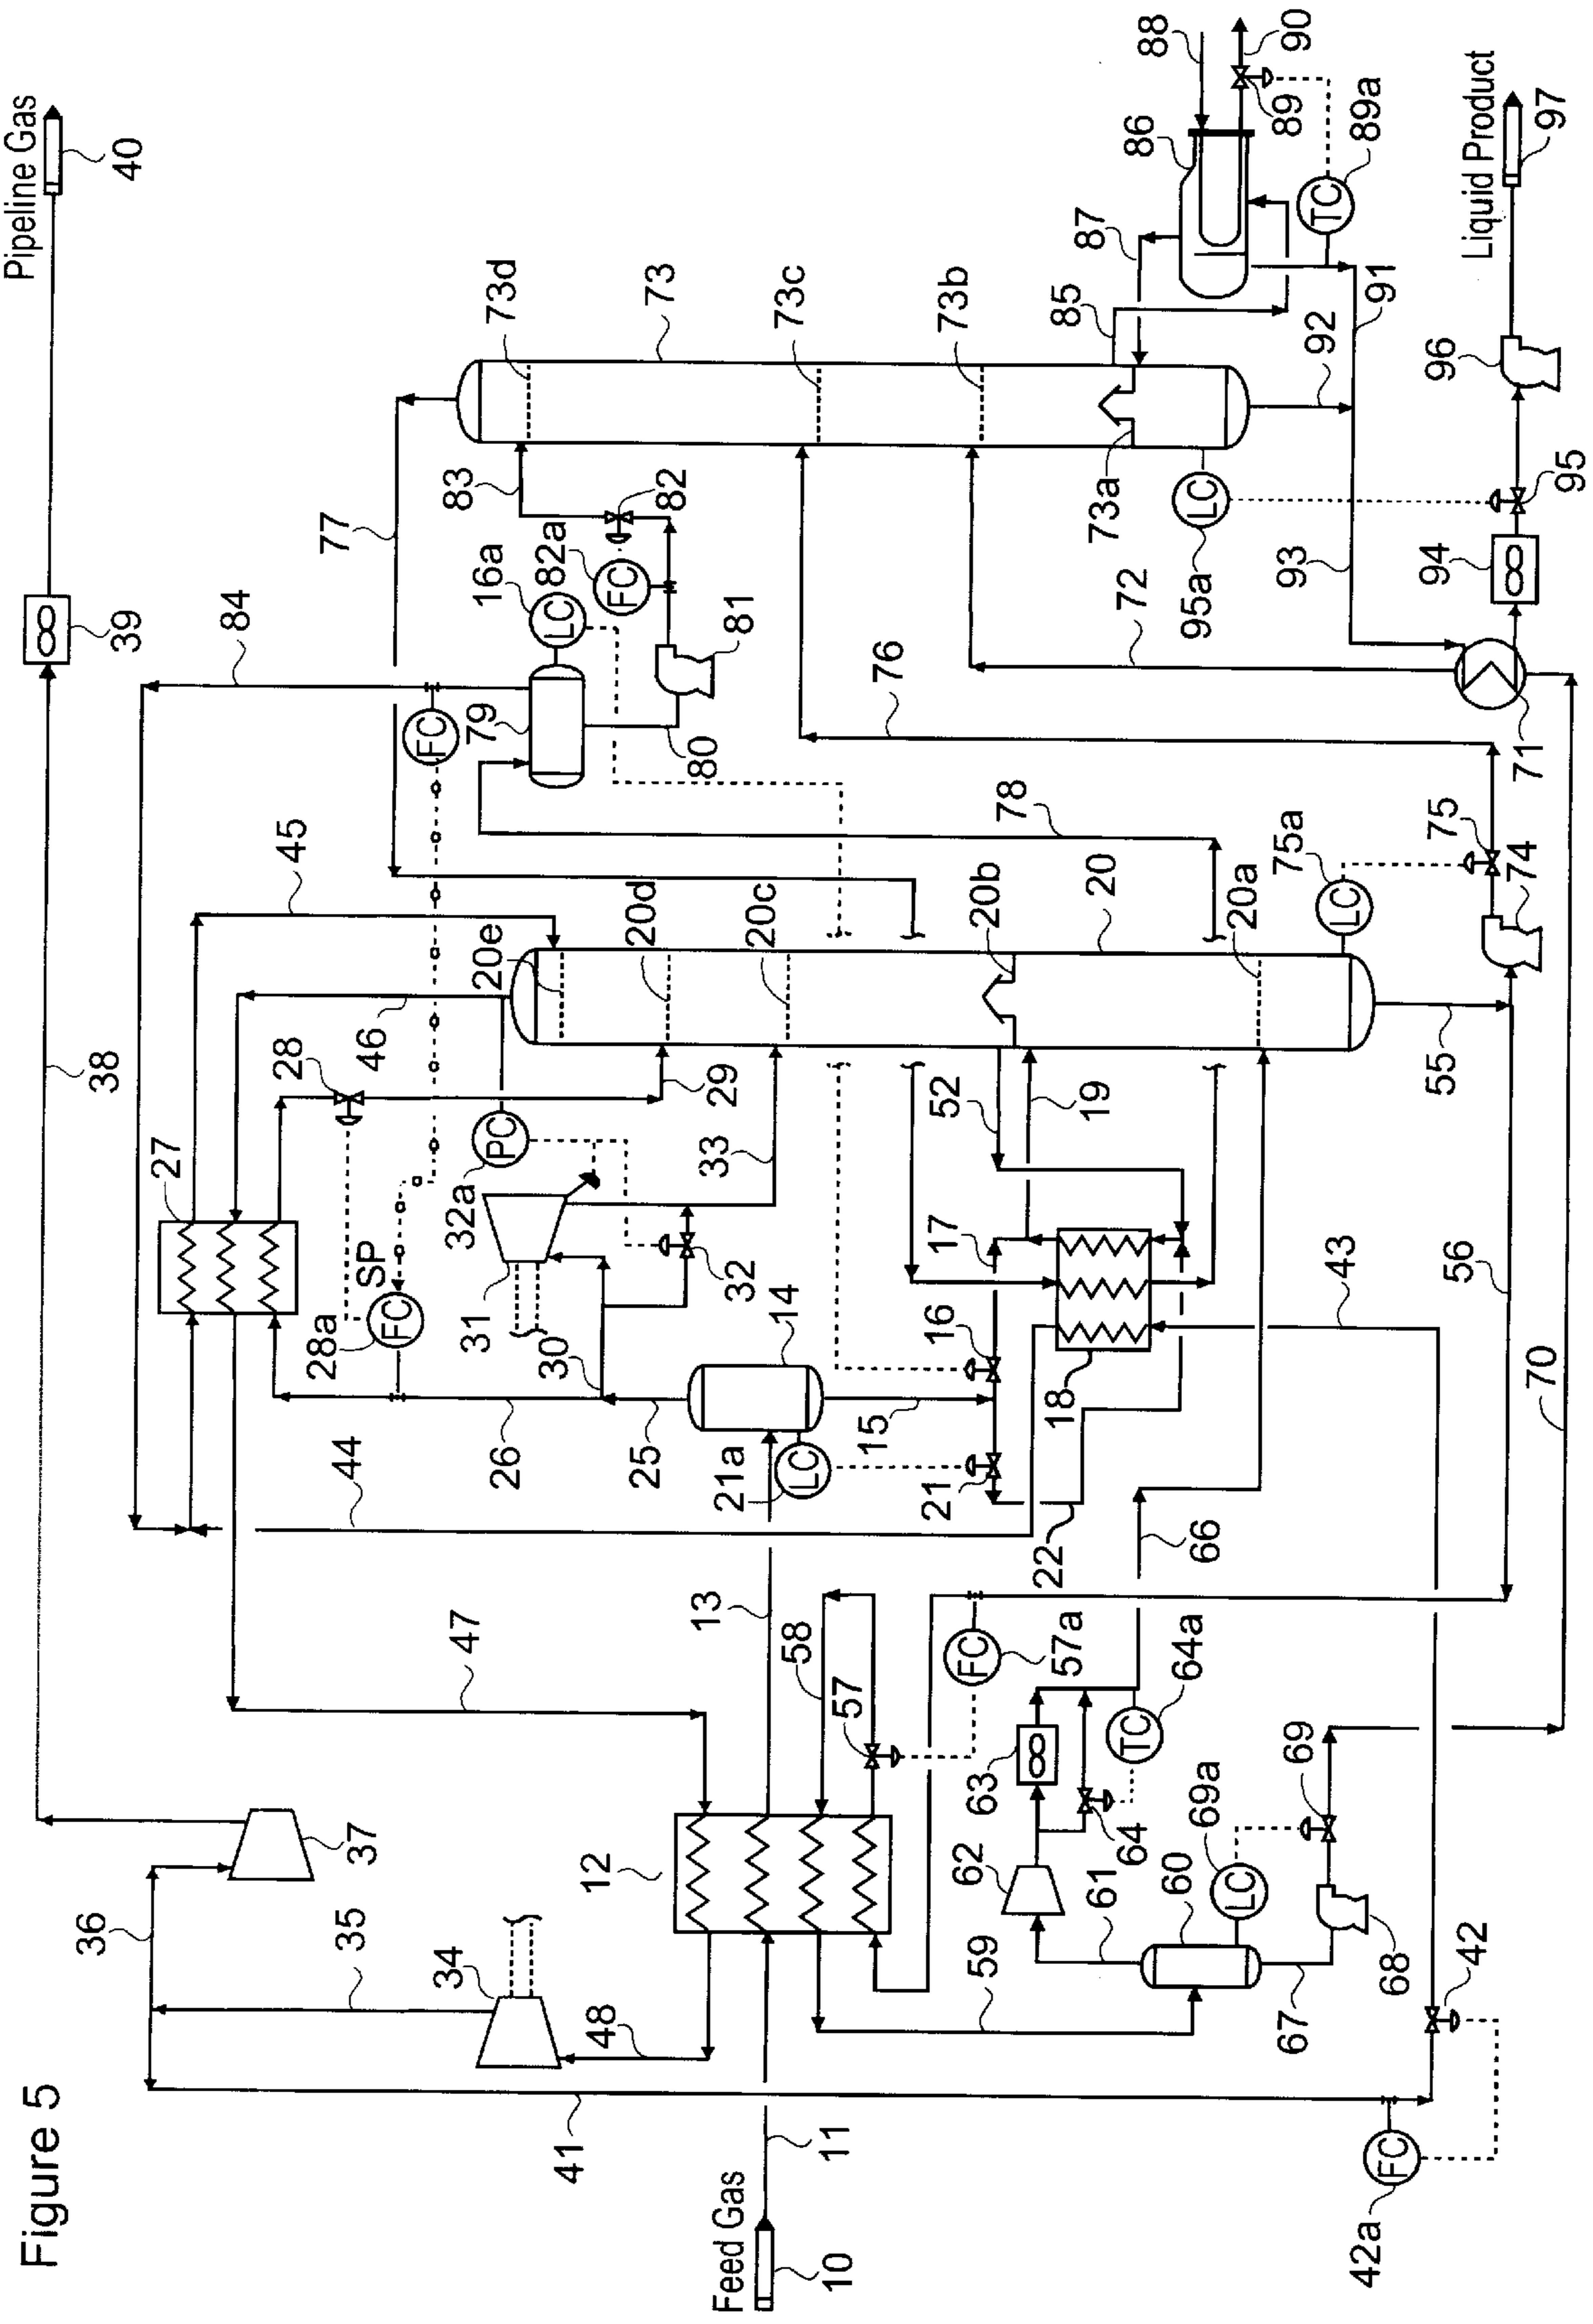 Figure 5
Pipeline Gas
40
39
38
36
37
35
34
41
48
47
44
84
77
45
46
27
28
28a
FC
SP
FC
26
25
30
31
32
32a
PC
33
29
20e
20d
20c
20b
20
20a
79
16a
LC
80
81
82
82a
FC
83
78
76
72
73d
73
73c
73b
73a
85
87
86
88
89
90
89a
TC
91
92
93
95a
LC
94
95
96
Liquid Product
97
71
74
75
75a
LC
55
56
70
43
52
19
17
16
18
14
15
21
21a
LC
22
13
12
58
57
57a
FC
66
64a
TC
64
63
62
61
60
59
69a
LC
69
68
67
42
42a
FC
11
Feed Gas
10